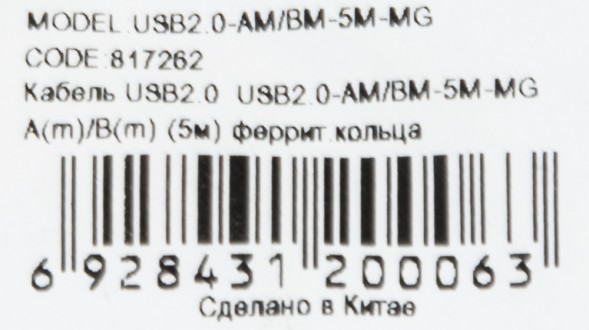 MODEL:USB2.0-AM/BM-5M-MG
CODE:817262
Кабель USB2.0 USB2.0-AM/BM-5M-MG
A(m)/B(m) (5м) феррит.кольца
6 928431 200063
Сделано в Китае